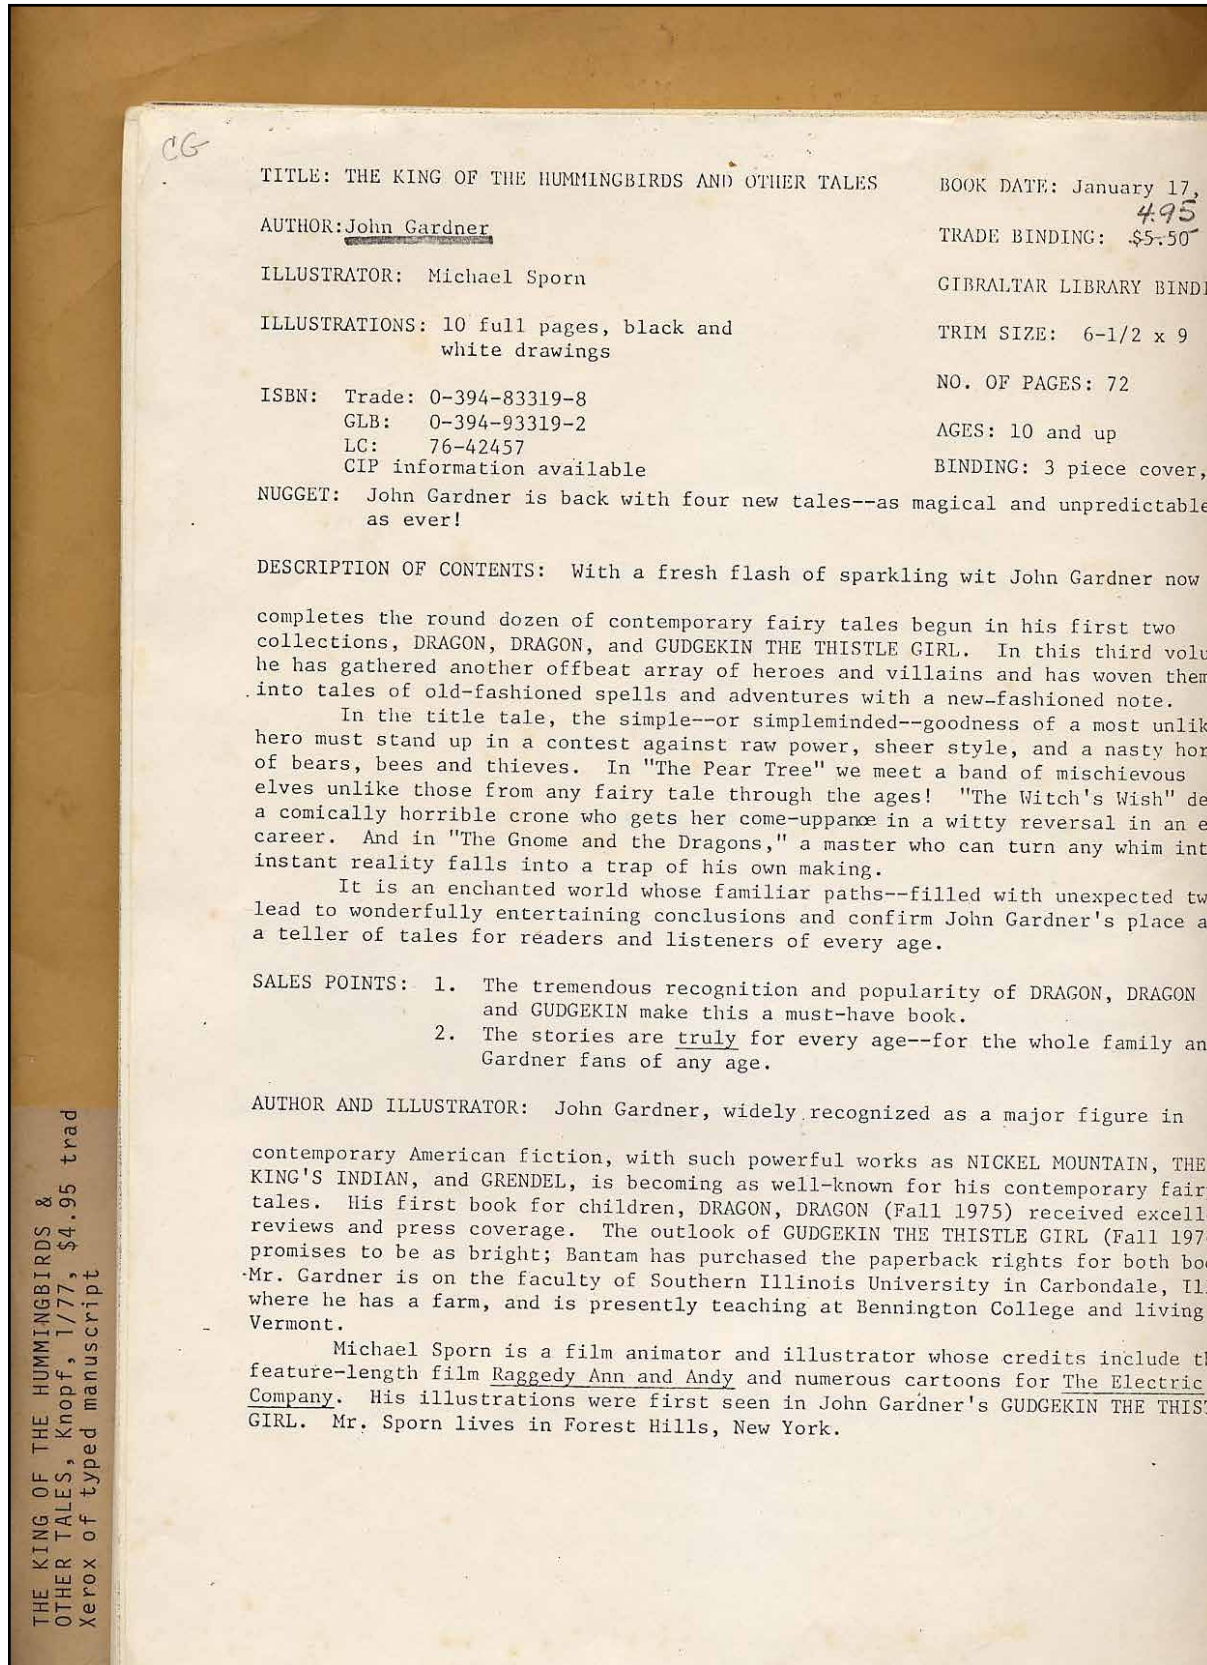 CG
TITLE: THE KING OF THE HUMMINGBIRDS AND OTHER TALES
BOOK DATE: January 17,
4.95
AUTHOR: John Gardner
TRADE BINDING: $5.50
ILLUSTRATOR: Michael Sporn
GIBRALTAR LIBRARY BINDI
ILLUSTRATIONS: 10 full pages, black and
white drawings
TRIM SIZE: 6-1/2 x 9
NO. OF PAGES: 72
ISBN: Trade: 0-394-83319-8
GLB: 0-394-93319-2
AGES: 10 and up
LC: 76-42457
CIP information available
BINDING: 3 piece cover,
NUGGET: John Gardner is back with four new tales--as magical and unpredictable
as ever!
DESCRIPTION OF CONTENTS: With a fresh flash of sparkling wit John Gardner now
completes the round dozen of contemporary fairy tales begun in his first two
collections, DRAGON, DRAGON, and GUDGEKIN THE THISTLE GIRL. In this third volu
he has gathered another offbeat array of heroes and villains and has woven them
into tales of old-fashioned spells and adventures with a new-fashioned note.
In the title tale, the simple--or simpleminded--goodness of a most unlik
hero must stand up in a contest against raw power, sheer style, and a nasty hor
of bears, bees and thieves. In "The Pear Tree" we meet a band of mischievous
elves unlike those from any fairy tale through the ages! "The Witch's Wish" de
a comically horrible crone who gets her come-uppance in a witty reversal in an e
career. And in "The Gnome and the Dragons," a master who can turn any whim int
instant reality falls into a trap of his own making.
It is an enchanted world whose familiar paths--filled with unexpected tw
lead to wonderfully entertaining conclusions and confirm John Gardner's place a
a teller of tales for readers and listeners of every age.
SALES POINTS: 1. The tremendous recognition and popularity of DRAGON, DRAGON
and GUDGEKIN make this a must-have book.
2. The stories are truly for every age--for the whole family an
Gardner fans of any age.
AUTHOR AND ILLUSTRATOR: John Gardner, widely recognized as a major figure in
contemporary American fiction, with such powerful works as NICKEL MOUNTAIN, THE
KING'S INDIAN, and GRENDEL, is becoming as well-known for his contemporary fair
tales. His first book for children, DRAGON, DRAGON (Fall 1975) received excell
reviews and press coverage. The outlook of GUDGEKIN THE THISTLE GIRL (Fall 197
promises to be as bright; Bantam has purchased the paperback rights for both bo
Mr. Gardner is on the faculty of Southern Illinois University in Carbondale, Il
where he has a farm, and is presently teaching at Bennington College and living
Vermont.
Michael Sporn is a film animator and illustrator whose credits include th
feature-length film Raggedy Ann and Andy and numerous cartoons for The Electric
Company. His illustrations were first seen in John Gardner's GUDGEKIN THE THIS
GIRL. Mr. Sporn lives in Forest Hills, New York.
THE KING OF THE HUMMINGBIRDS &
OTHER TALES, Knopf, 1/77, $4.95 trad
Xerox of typed manuscript